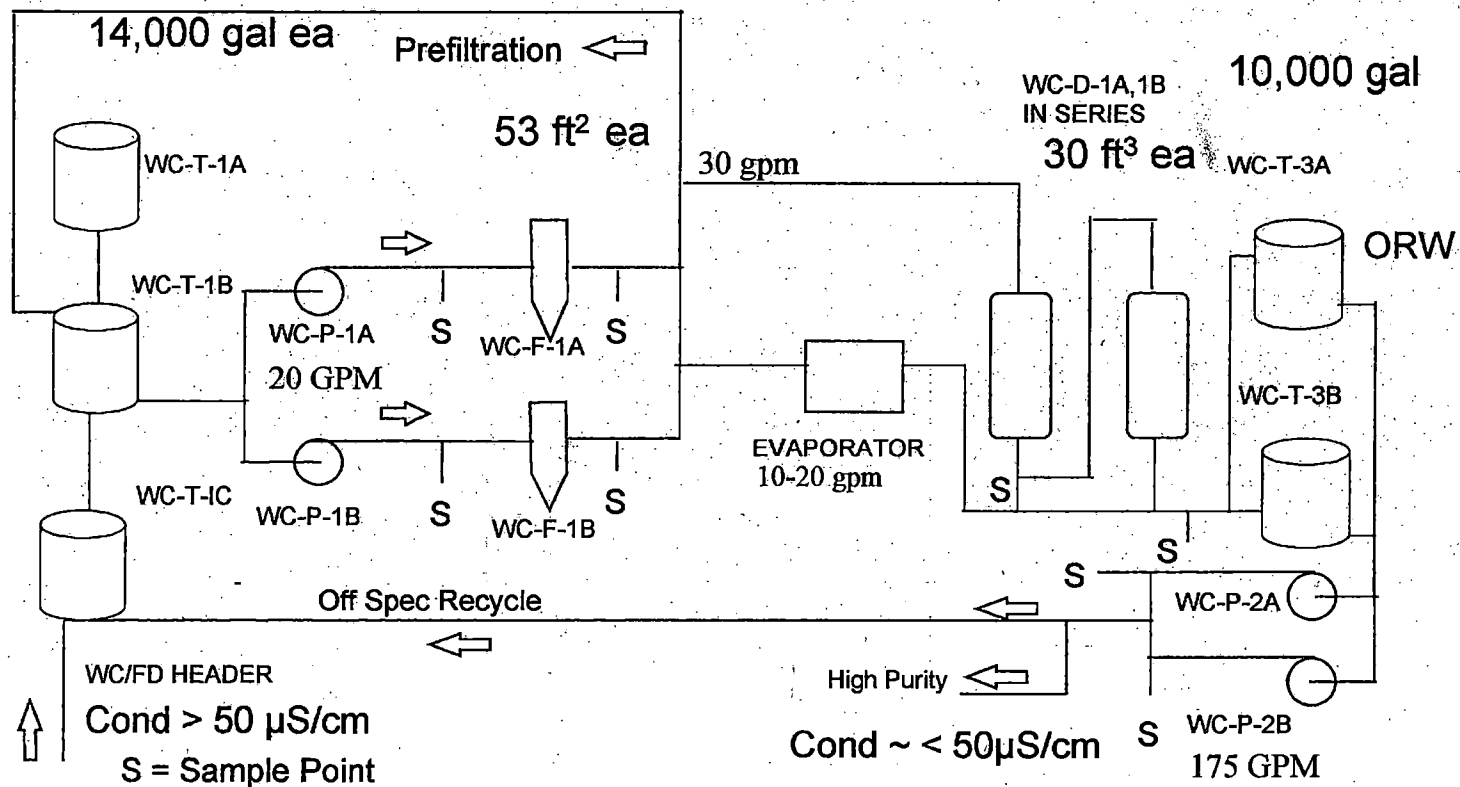 14,000 gal ea
Prefiltration
10,000 gal
WC-D-1A,1B
IN SERIES
53 ft²  ea
30 ft³ ea
WC-T-1A
30 gpm
WC-T-3A
ORW
WC-T-1B
WC-P-1A
S
WC-F-1A
S
20 GPM
WC-T-3B
EVAPORATOR
10-20 gpm
WC-T-IC
WC-P-1B
S
WC-F-1B
S
S
S
S
Off Spec Recycle
WC-P-2A
WC/FD HEADER
High Purity
Cond > 50 µS/cm
Cond ~ < 50µS/cm
S
WC-P-2B
S = Sample Point
175 GPM